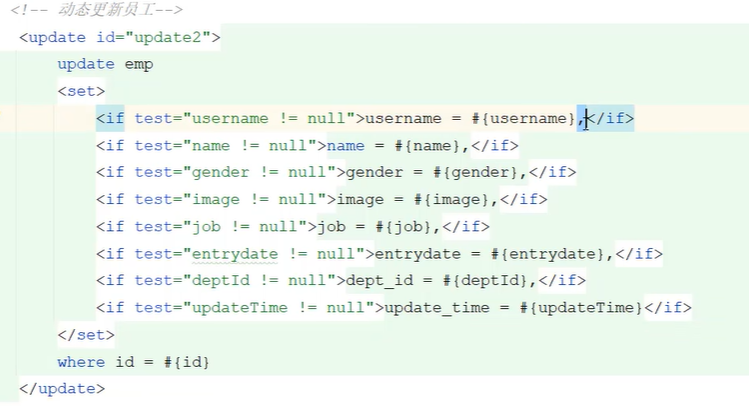 <!-- 动态更新员工-->
<update id="update2">
update emp
<set>
<if test="username != null">username = #{username},</if>
<if test="name != null">name = #{name},</if>
<if test="gender != null">gender = #{gender},</if>
<if test="image != null">image = #{image},</if>
<if test="job != null">job = #{job},</if>
<if test="entrydate != null">entrydate = #{entrydate},</if>
<if test="deptId != null">dept_id = #{deptId},</if>
<if test="updateTime != null">update_time = #{updateTime}</if>
</set>
where id = #{id}
</update>